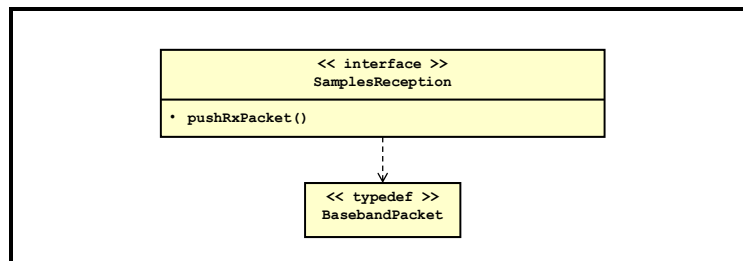 << interface >>
SamplesReception
• pushRxPacket()
<< typedef >>
BasebandPacket